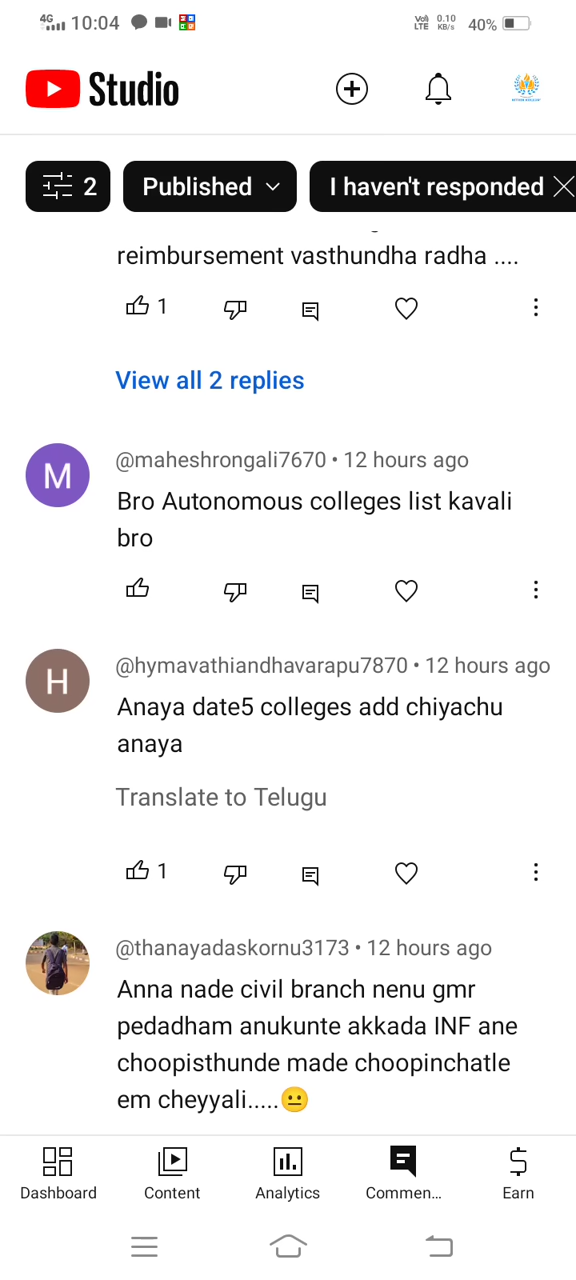 4G 10:04 Vo) LTE 0.10 KB/s 40%
Studio
2 Published I haven't responded
reimbursement vasthundha radha ....
1
View all 2 replies
M
@maheshrongali7670 • 12 hours ago
Bro Autonomous colleges list kavali
bro
H
@hymavathiandhavarapu7870 • 12 hours ago
Anaya date5 colleges add chiyachu
anaya
Translate to Telugu
1
@thanayadaskornu3173 • 12 hours ago
Anna nade civil branch nenu gmr
pedadham anukunte akkada INF ane
choopisthunde made choopinchatle
em cheyyali.....😐
Dashboard Content Analytics Commen... Earn